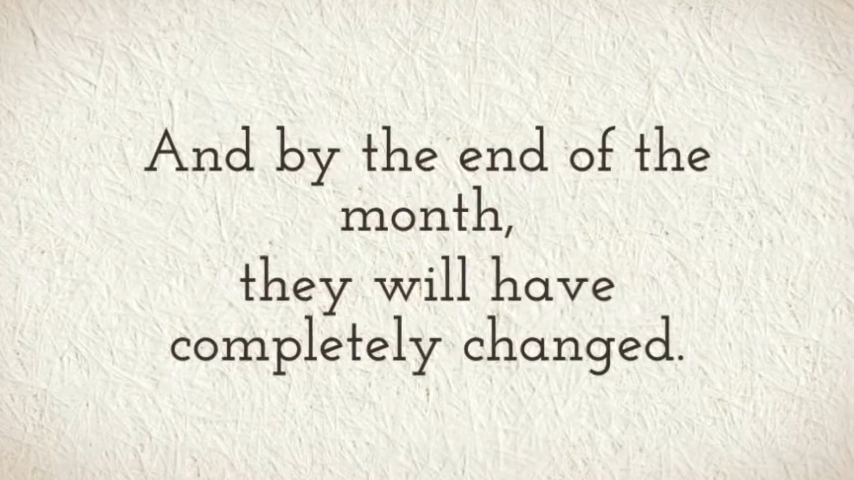 And by the end of the
month,
they will have
completely changed.